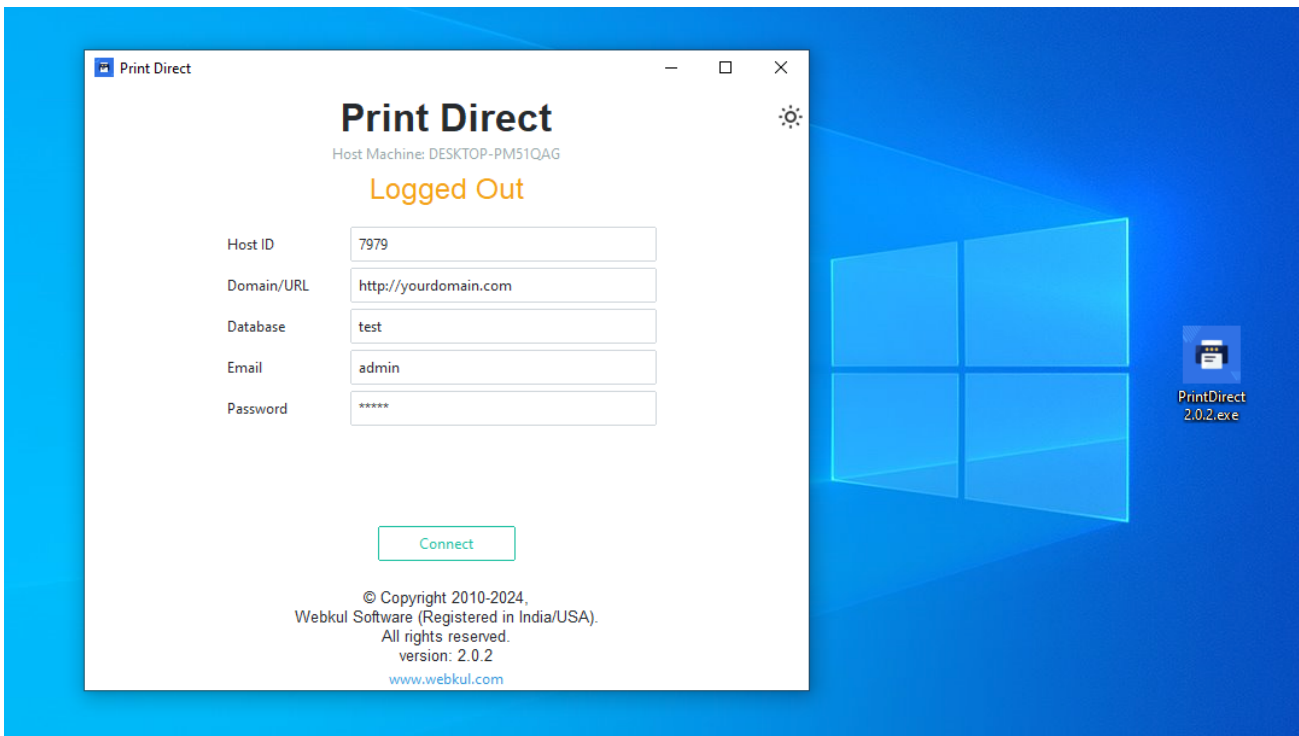 Print Direct
Print Direct
Host Machine: DESKTOP-PM51QAG
Logged Out
Host ID 7979
Domain/URL http://yourdomain.com
Database test
Email admin
Password *****
Connect
© Copyright 2010-2024,
Webkul Software (Registered in India/USA).
All rights reserved.
version: 2.0.2
www.webkul.com
PrintDirect
2.0.2.exe